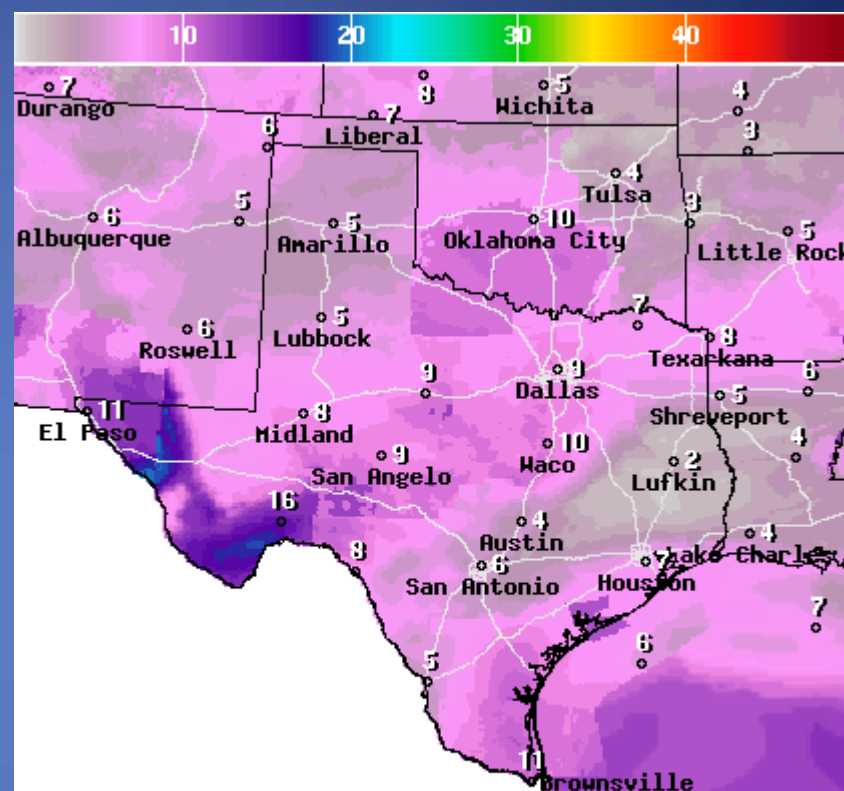 10 20 30 40
7 8 5 4
Durango Wichita
7
Liberal
6 3
4
Tulsa
6 5 5 10 3 5
Albuquerque Amarillo Oklahoma City Little Rock
6 5 7
Roswell Lubbock
8
Texarkana
9 9
Dallas
5 6
Shreveport
11 8
El Paso Midland
9 10 2 4
San Angelo Waco Lufkin
16 4 4
Austin
Lake Charles
8 6 7
San Antonio Houston
7
6
5
11
Brownsville